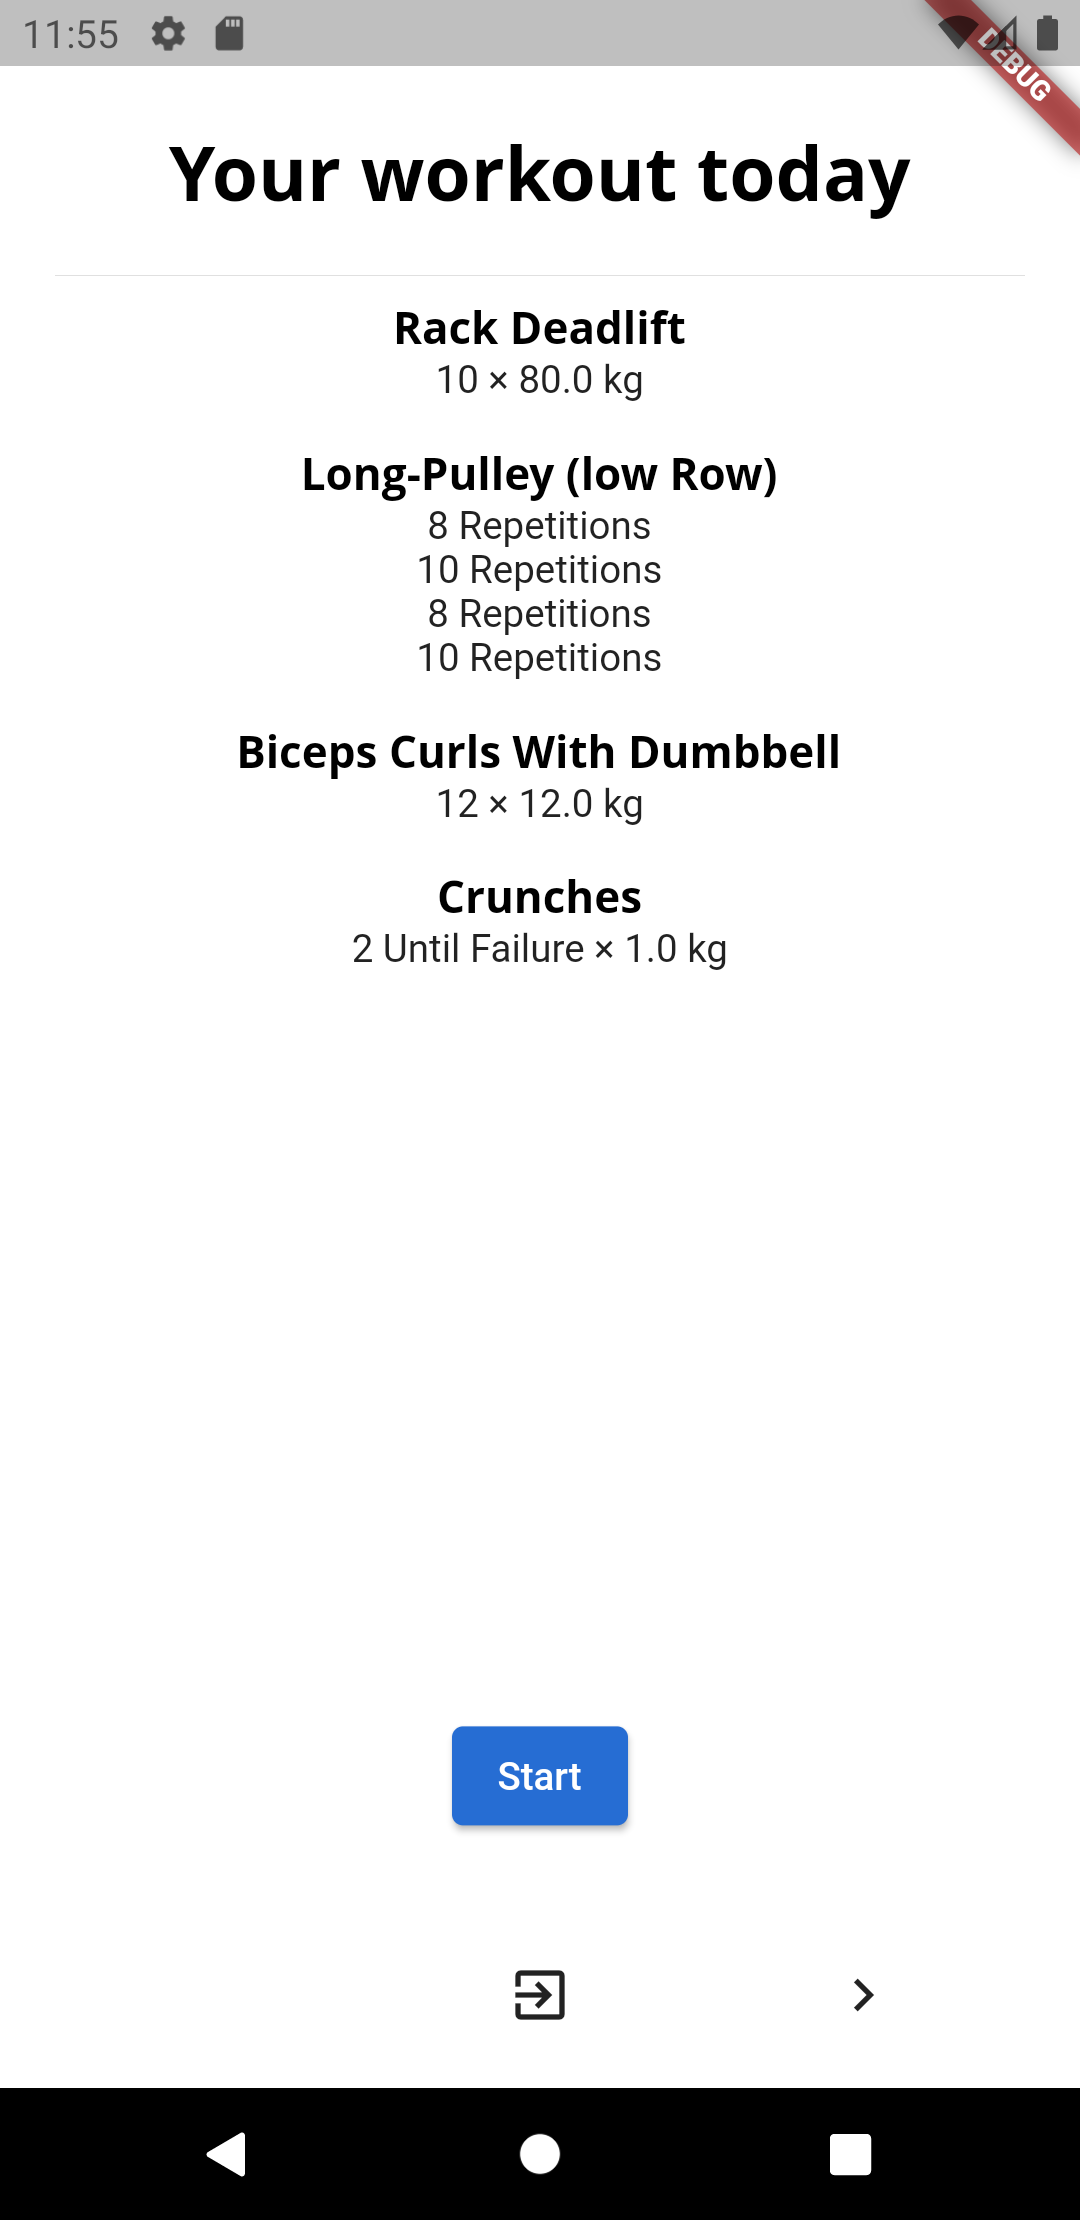 11:55
DEBUG
Your workout today
Rack Deadlift
10 × 80.0 kg
Long-Pulley (low Row)
8 Repetitions
10 Repetitions
8 Repetitions
10 Repetitions
Biceps Curls With Dumbbell
12 × 12.0 kg
Crunches
2 Until Failure × 1.0 kg
Start